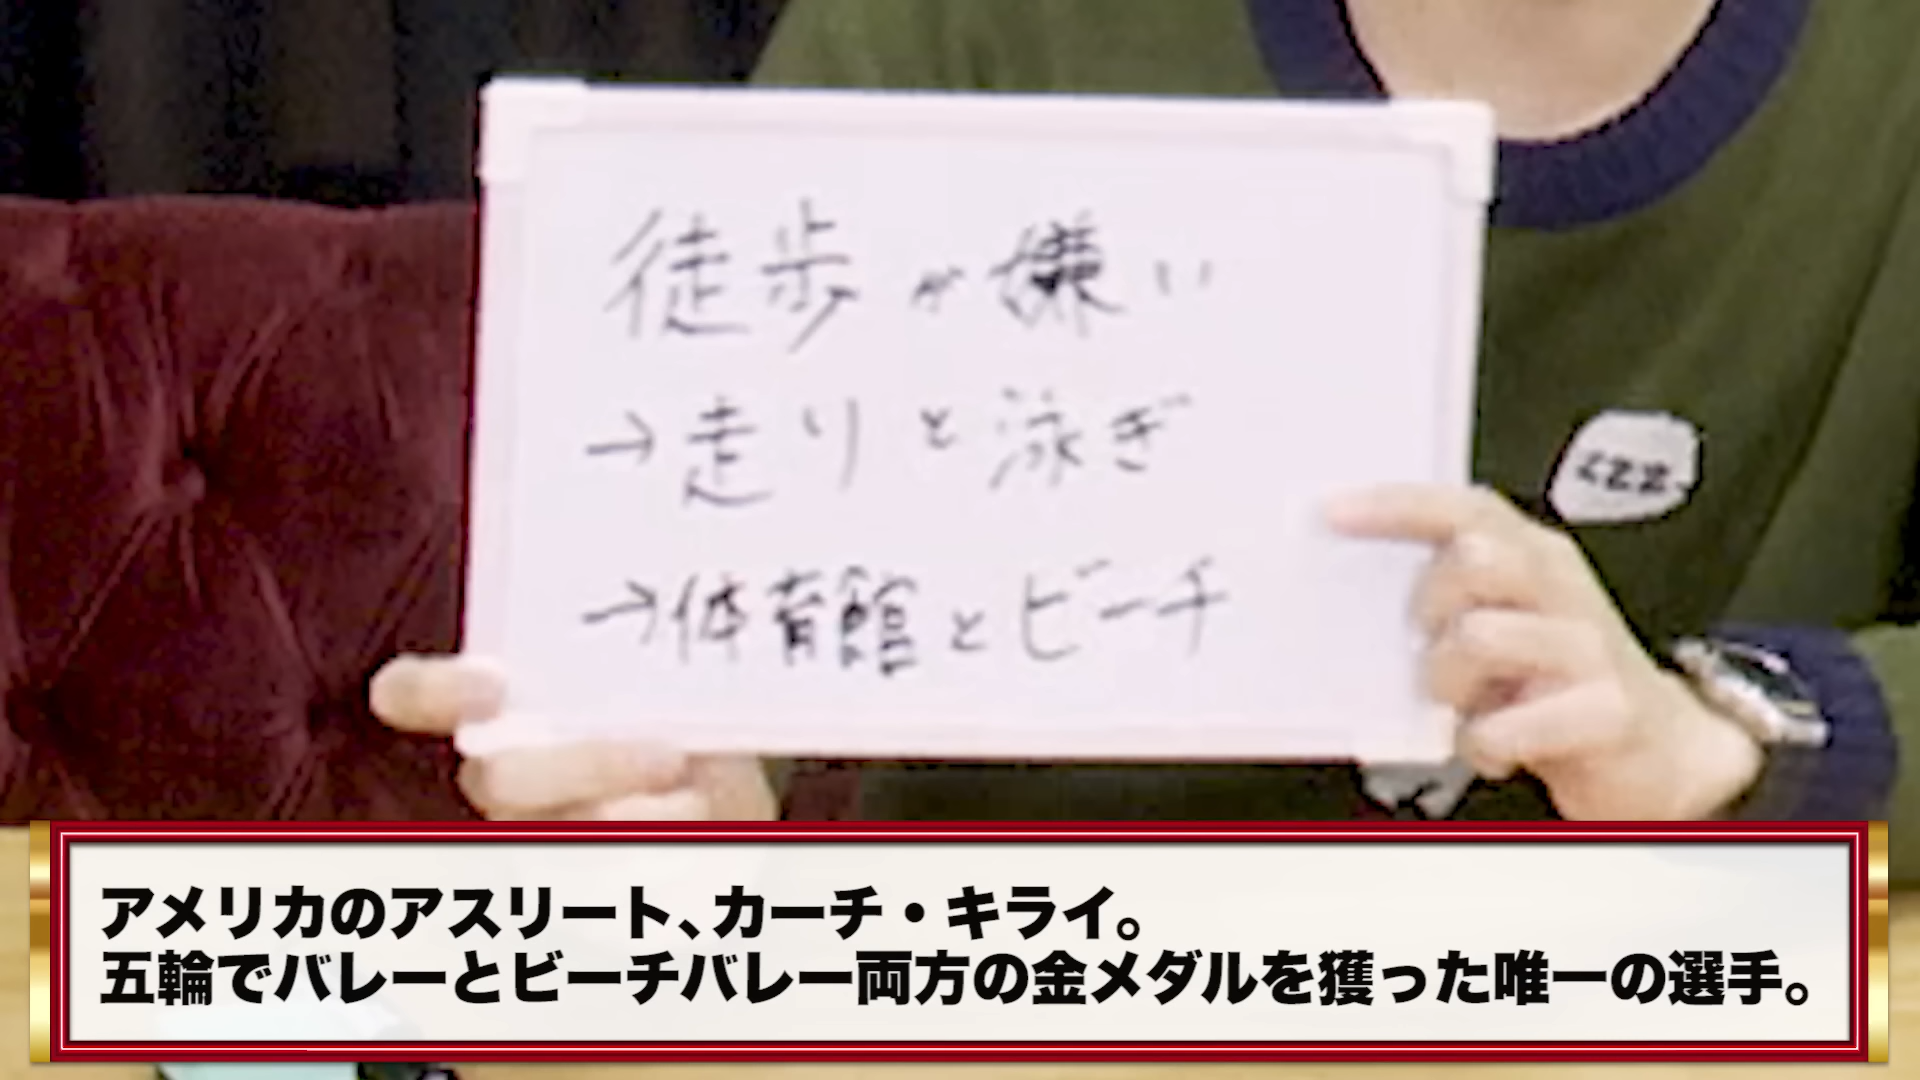 徒歩が嫌い
→走りと泳ぎ
→体育館とビーチ
アメリカのアスリート、カーチ・キライ。
五輪でバレーとビーチバレー両方の金メダルを獲った唯一の選手。